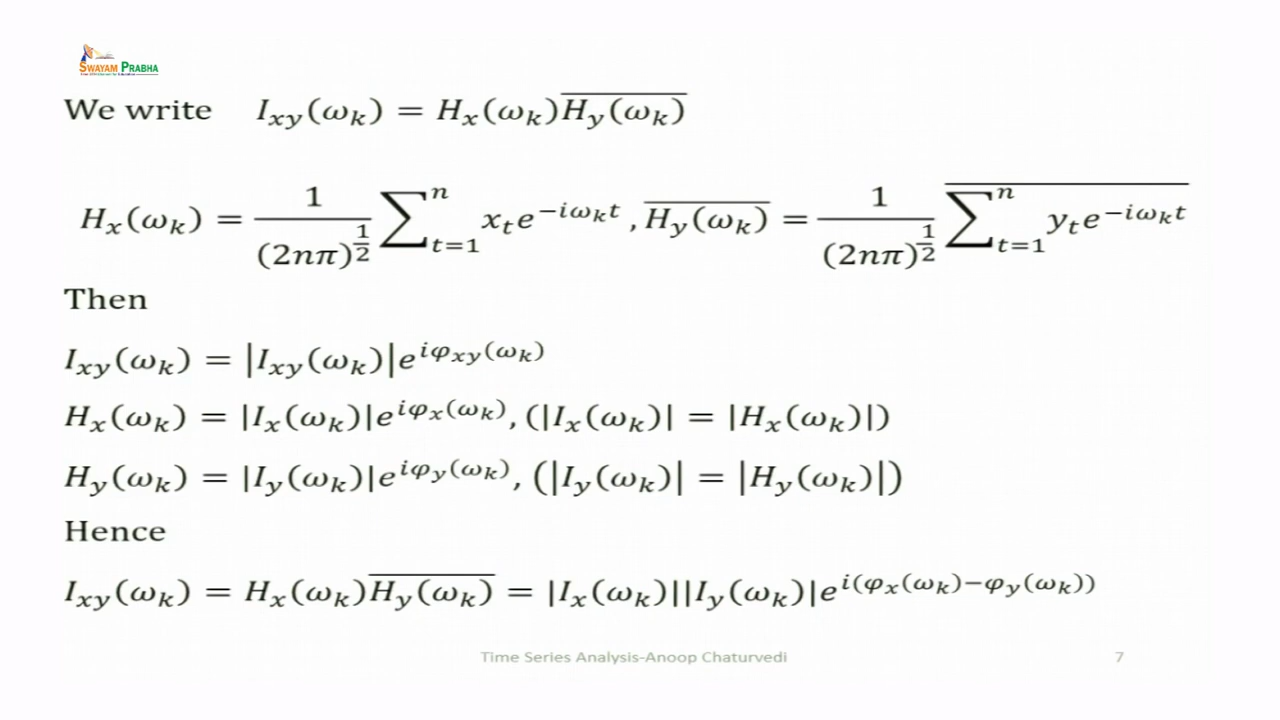 SWAYAM PRABHA
We write I_{xy}(ω_k) = H_x(ω_k)\overline{H_y(ω_k)}
H_x(ω_k) = \frac{1}{(2nπ)^{\frac{1}{2}}} \sum_{t=1}^{n} x_t e^{-iω_k t}, \overline{H_y(ω_k)} = \frac{1}{(2nπ)^{\frac{1}{2}}} \overline{\sum_{t=1}^{n} y_t e^{-iω_k t}}
Then
I_{xy}(ω_k) = |I_{xy}(ω_k)|e^{iφ_{xy}(ω_k)}
H_x(ω_k) = |I_x(ω_k)|e^{iφ_x(ω_k)}, (|I_x(ω_k)| = |H_x(ω_k)|)
H_y(ω_k) = |I_y(ω_k)|e^{iφ_y(ω_k)}, (|I_y(ω_k)| = |H_y(ω_k)|)
Hence
I_{xy}(ω_k) = H_x(ω_k)\overline{H_y(ω_k)} = |I_x(ω_k)||I_y(ω_k)|e^{i(φ_x(ω_k)-φ_y(ω_k))}
Time Series Analysis-Anoop Chaturvedi 7